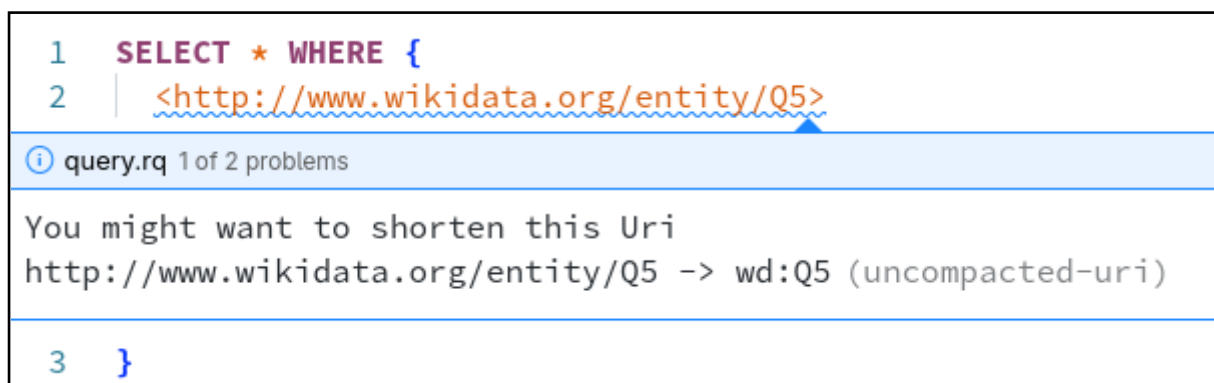 1 SELECT * WHERE {
2 <http://www.wikidata.org/entity/Q5>
query.rq 1 of 2 problems
You might want to shorten this Uri
http://www.wikidata.org/entity/Q5 -> wd:Q5 (uncompacted-uri)
3 }